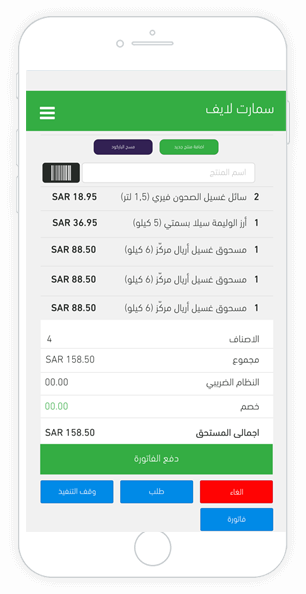 سمارت لايف
اضافة منتج جديد مسح الباركود
اسم المنتج
2 سائل غسيل الصحون فيري (1,5 لتر) SAR 18.95
1 أرز الوليمة سيلا بسمتي (5 كيلو) SAR 36.95
1 مسحوق غسيل أريال مركّز (6 كيلو) SAR 88.50
1 مسحوق غسيل أريال مركّز (6 كيلو) SAR 88.50
1 مسحوق غسيل أريال مركّز (6 كيلو) SAR 88.50
الاصناف 4
مجموع SAR 158.50
النظام الضريبي 00.00
خصم 00.00
اجمالى المستحق SAR 158.50
دفع الفاتورة
الغاء طلب وقف التنفيذ
فاتورة